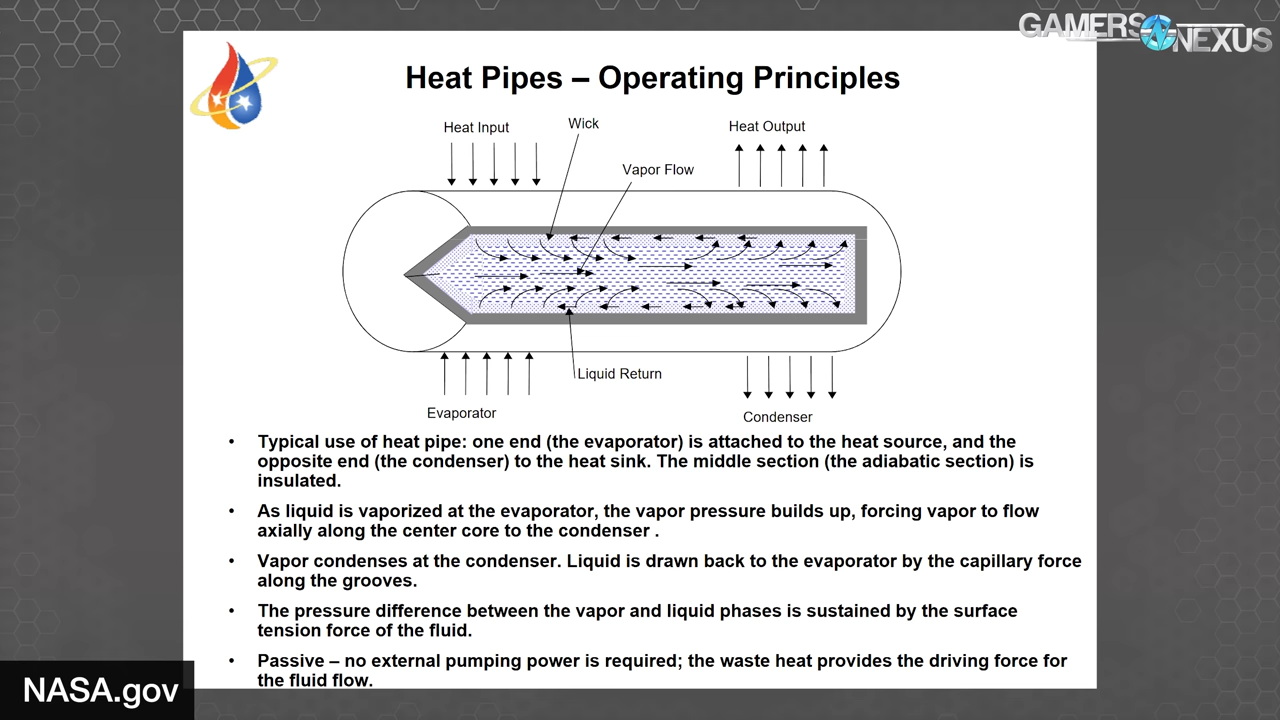 GAMERS NEXUS
Heat Pipes – Operating Principles
Heat Input
Wick
Heat Output
Vapor Flow
Liquid Return
Evaporator
Condenser
• Typical use of heat pipe: one end (the evaporator) is attached to the heat source, and the
opposite end (the condenser) to the heat sink. The middle section (the adiabatic section) is
insulated.
• As liquid is vaporized at the evaporator, the vapor pressure builds up, forcing vapor to flow
axially along the center core to the condenser .
• Vapor condenses at the condenser. Liquid is drawn back to the evaporator by the capillary force
along the grooves.
• The pressure difference between the vapor and liquid phases is sustained by the surface
tension force of the fluid.
• Passive – no external pumping power is required; the waste heat provides the driving force for
the fluid flow.
NASA.gov